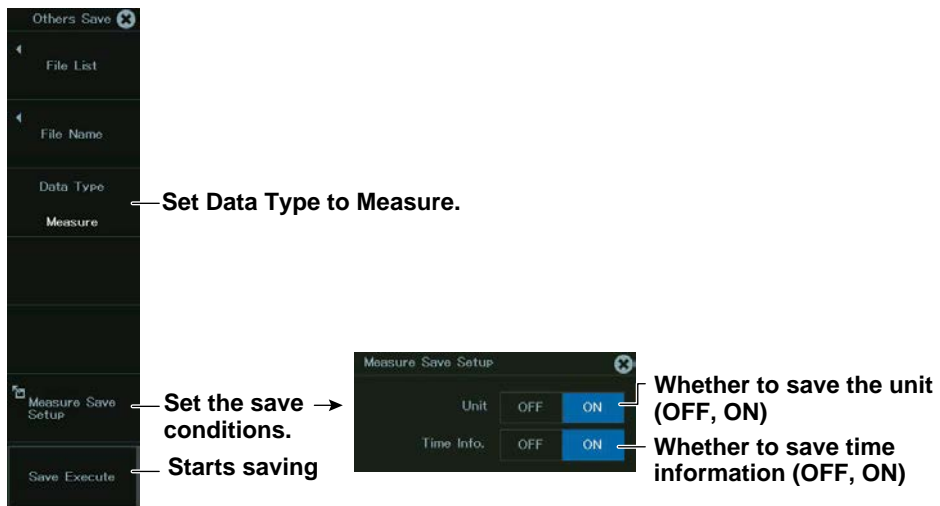 Others Save
File List
File Name
Data Type
Measure
Set Data Type to Measure.
Measure Save
Setup
Set the save
conditions.
Save Execute
Starts saving
Measure Save Setup
Unit OFF ON
Time Info. OFF ON
Whether to save the unit
(OFF, ON)
Whether to save time
information (OFF, ON)